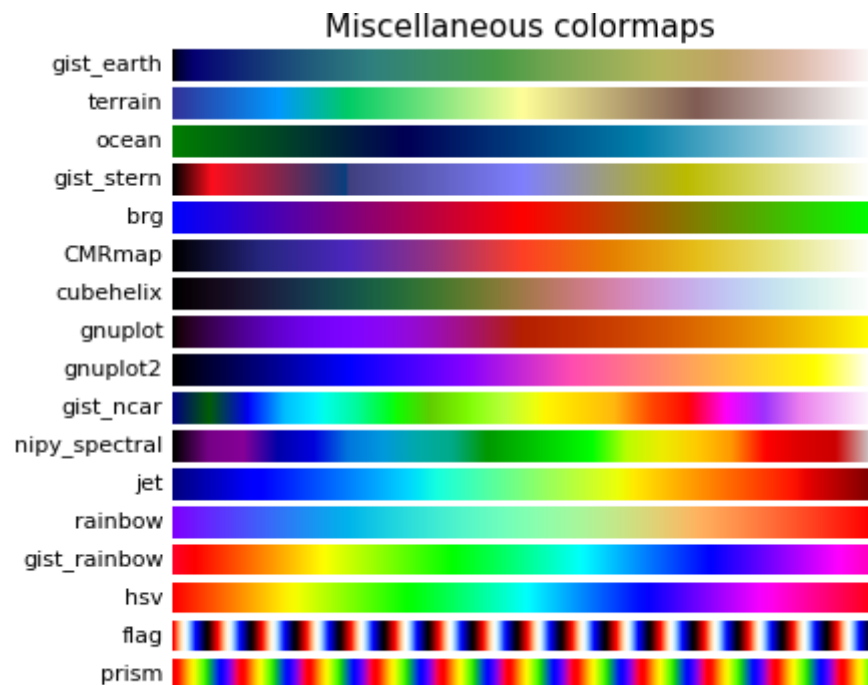 Miscellaneous colormaps
gist_earth
terrain
ocean
gist_stern
brg
CMRmap
cubehelix
gnuplot
gnuplot2
gist_ncar
nipy_spectral
jet
rainbow
gist_rainbow
hsv
flag
prism